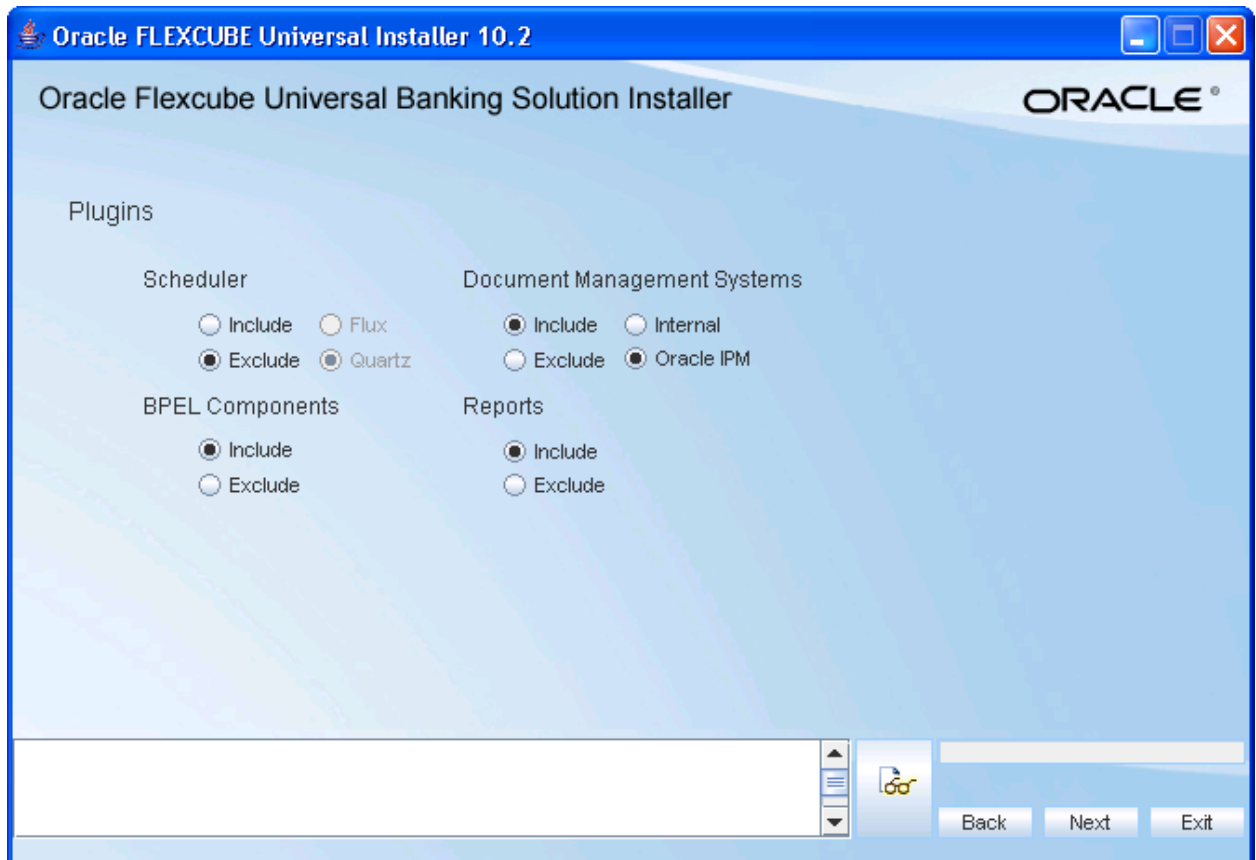 Oracle FLEXCUBE Universal Installer 10.2
Oracle Flexcube Universal Banking Solution Installer
ORACLE®
Plugins
Scheduler
Include
Flux
Exclude
Quartz
Document Management Systems
Include
Internal
Exclude
Oracle IPM
BPEL Components
Include
Exclude
Reports
Include
Exclude
Back
Next
Exit